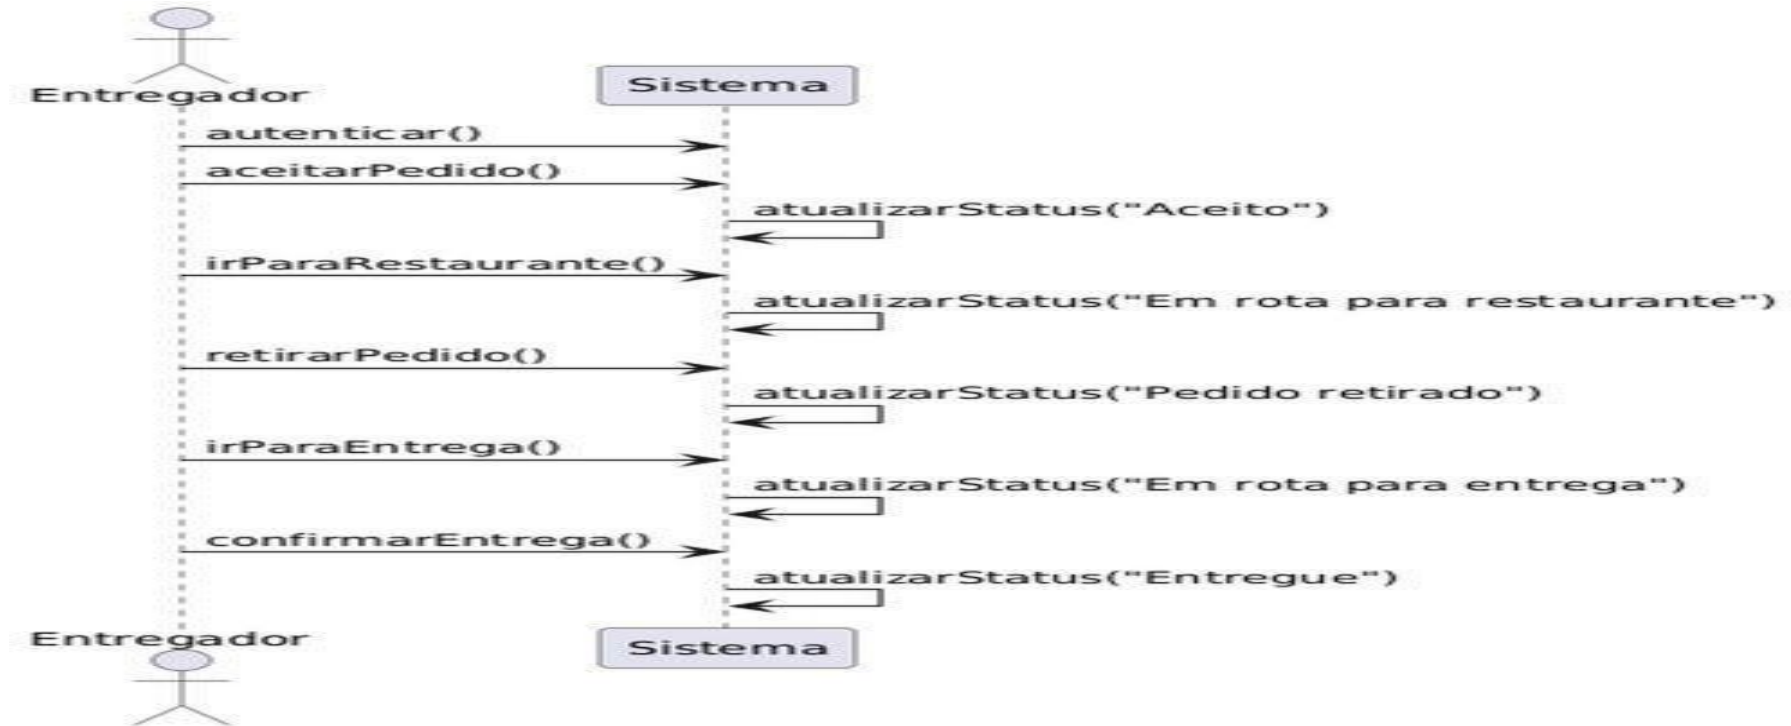 Entregador
Sistema
autenticar()
aceitarPedido()
atualizarStatus("Aceito")
irParaRestaurante()
atualizarStatus("Em rota para restaurante")
retirarPedido()
atualizarStatus("Pedido retirado")
irParaEntrega()
atualizarStatus("Em rota para entrega")
confirmarEntrega()
atualizarStatus("Entregue")
Entregador
Sistema